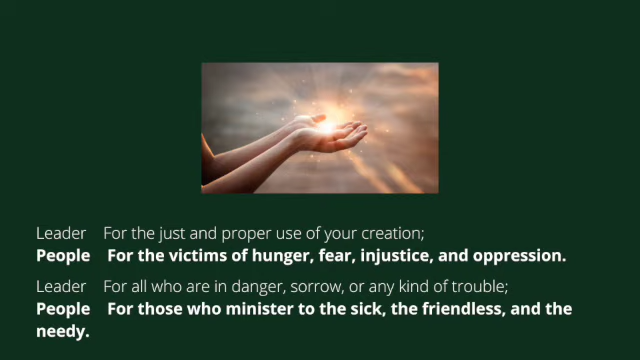 Leader For the just and proper use of your creation;
People For the victims of hunger, fear, injustice, and oppression.
Leader For all who are in danger, sorrow, or any kind of trouble;
People For those who minister to the sick, the friendless, and the
needy.